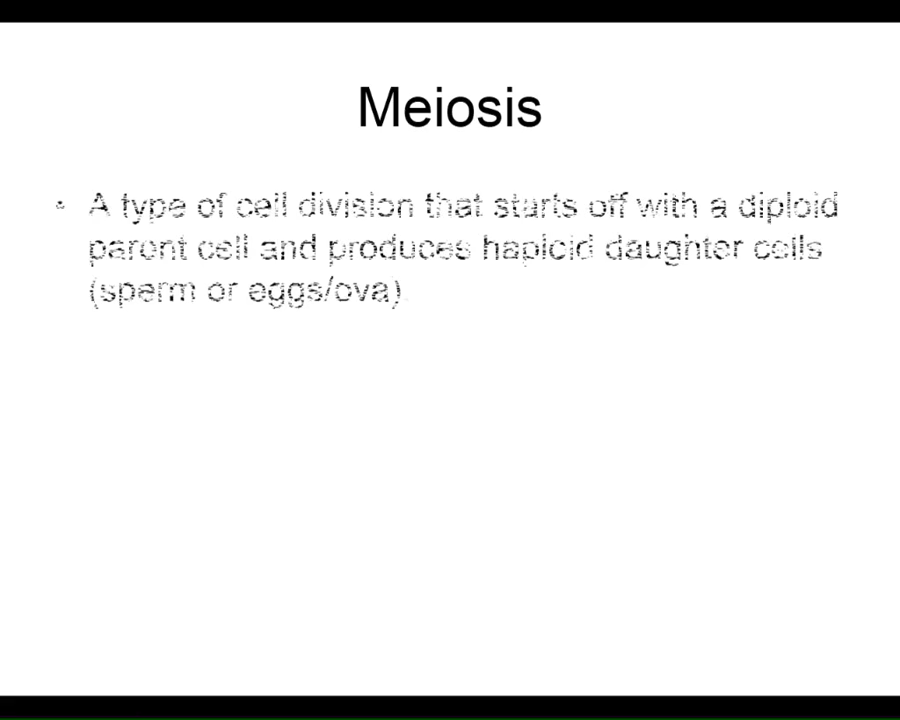 Meiosis
• A type of cell division that starts off with a diploid
parent cell and produces haploid daughter cells
(sperm or eggs/ova).